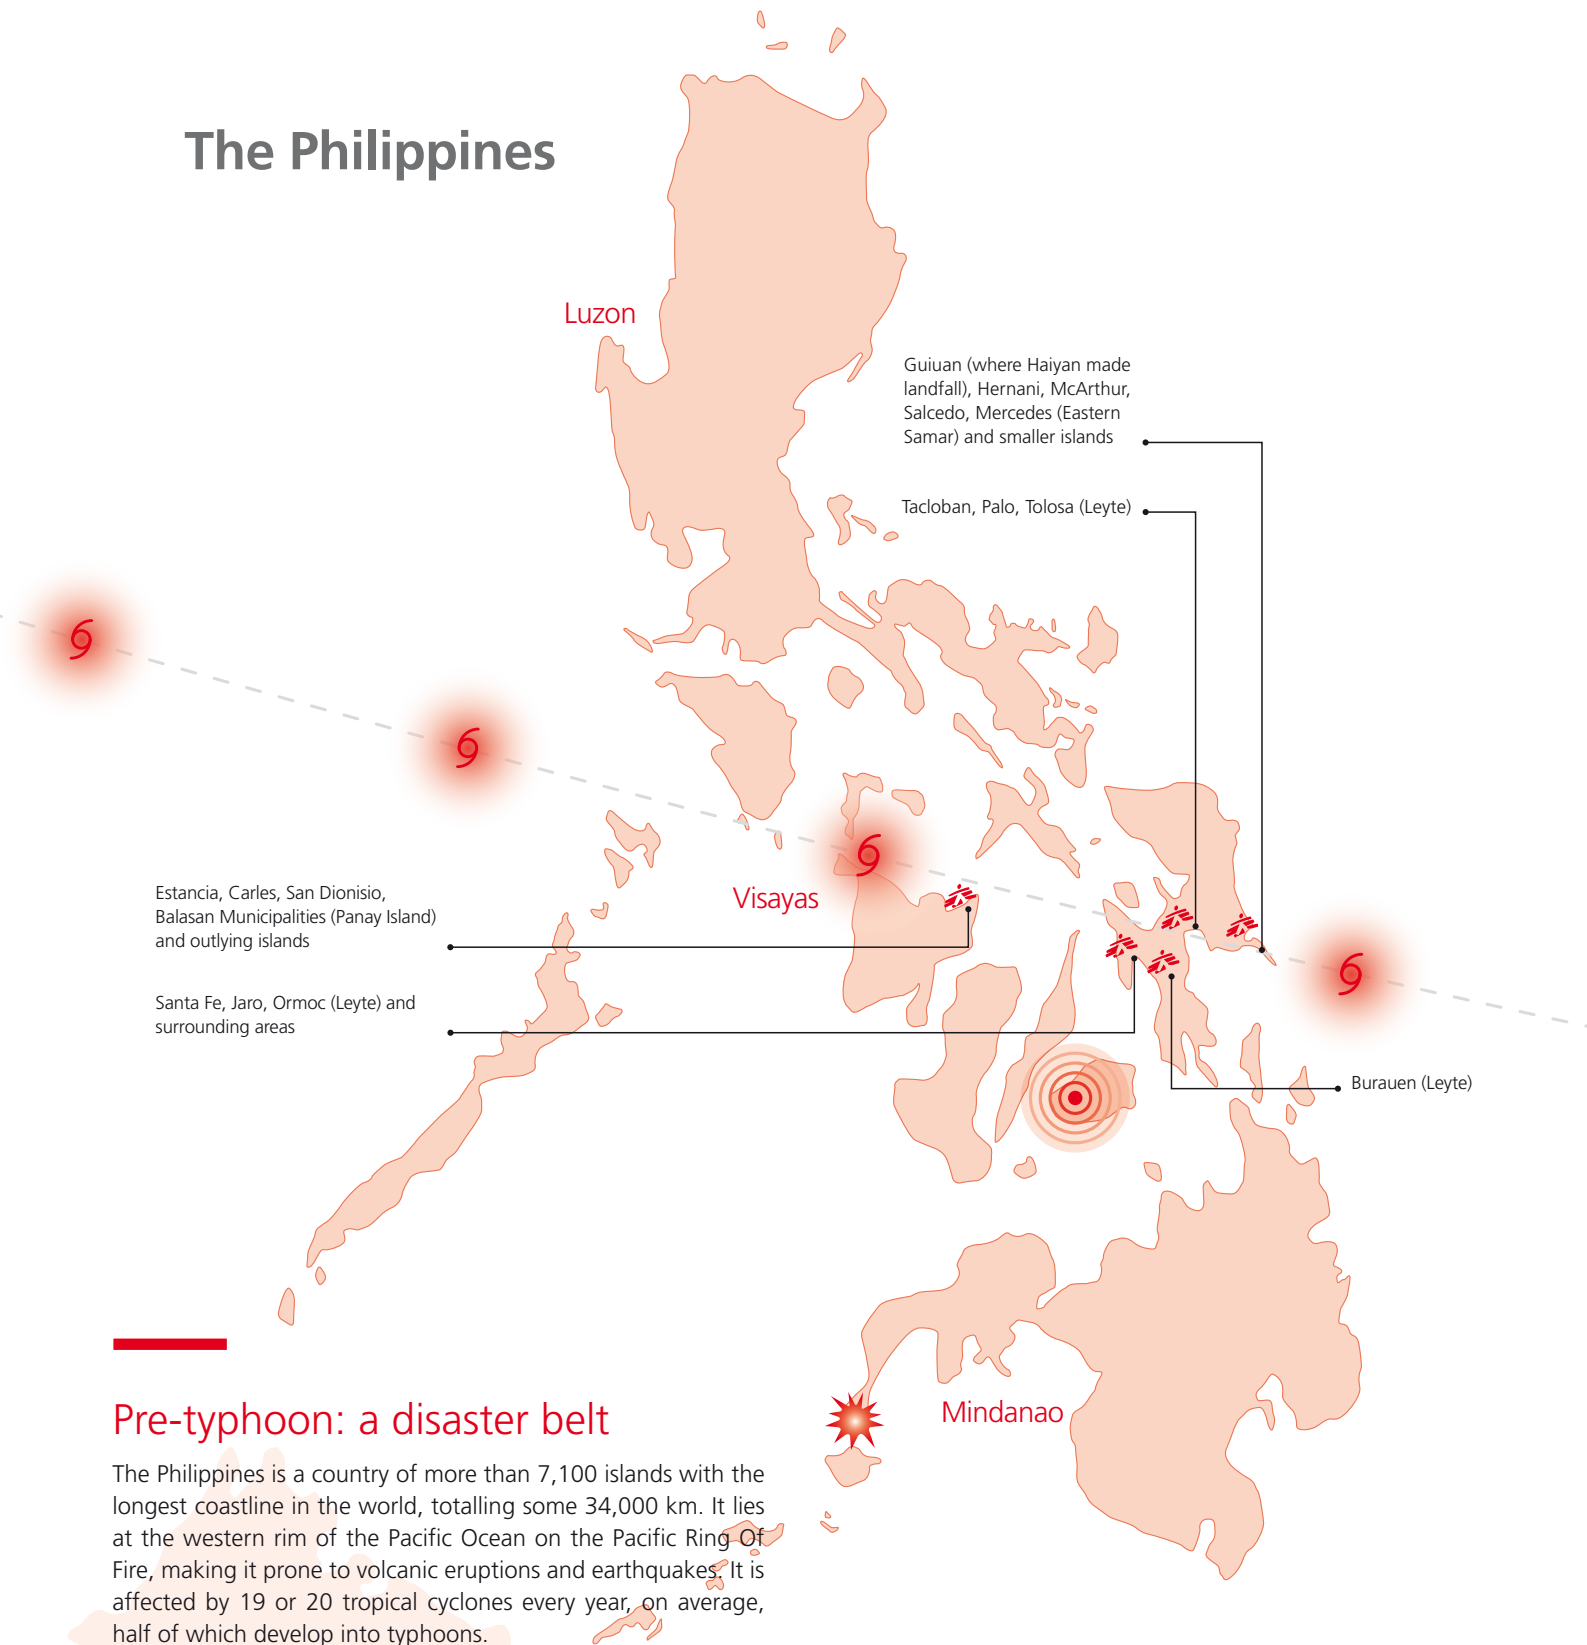 The Philippines
Luzon
Guiuan (where Haiyan made
landfall), Hernani, McArthur,
Salcedo, Mercedes (Eastern
Samar) and smaller islands
Tacloban, Palo, Tolosa (Leyte)
Visayas
Estancia, Carles, San Dionisio,
Balasan Municipalities (Panay Island)
and outlying islands
Santa Fe, Jaro, Ormoc (Leyte) and
surrounding areas
Burauen (Leyte)
Mindanao
Pre-typhoon: a disaster belt
The Philippines is a country of more than 7,100 islands with the
longest coastline in the world, totalling some 34,000 km. It lies
at the western rim of the Pacific Ocean on the Pacific Ring Of
Fire, making it prone to volcanic eruptions and earthquakes. It is
affected by 19 or 20 tropical cyclones every year, on average,
half of which develop into typhoons.